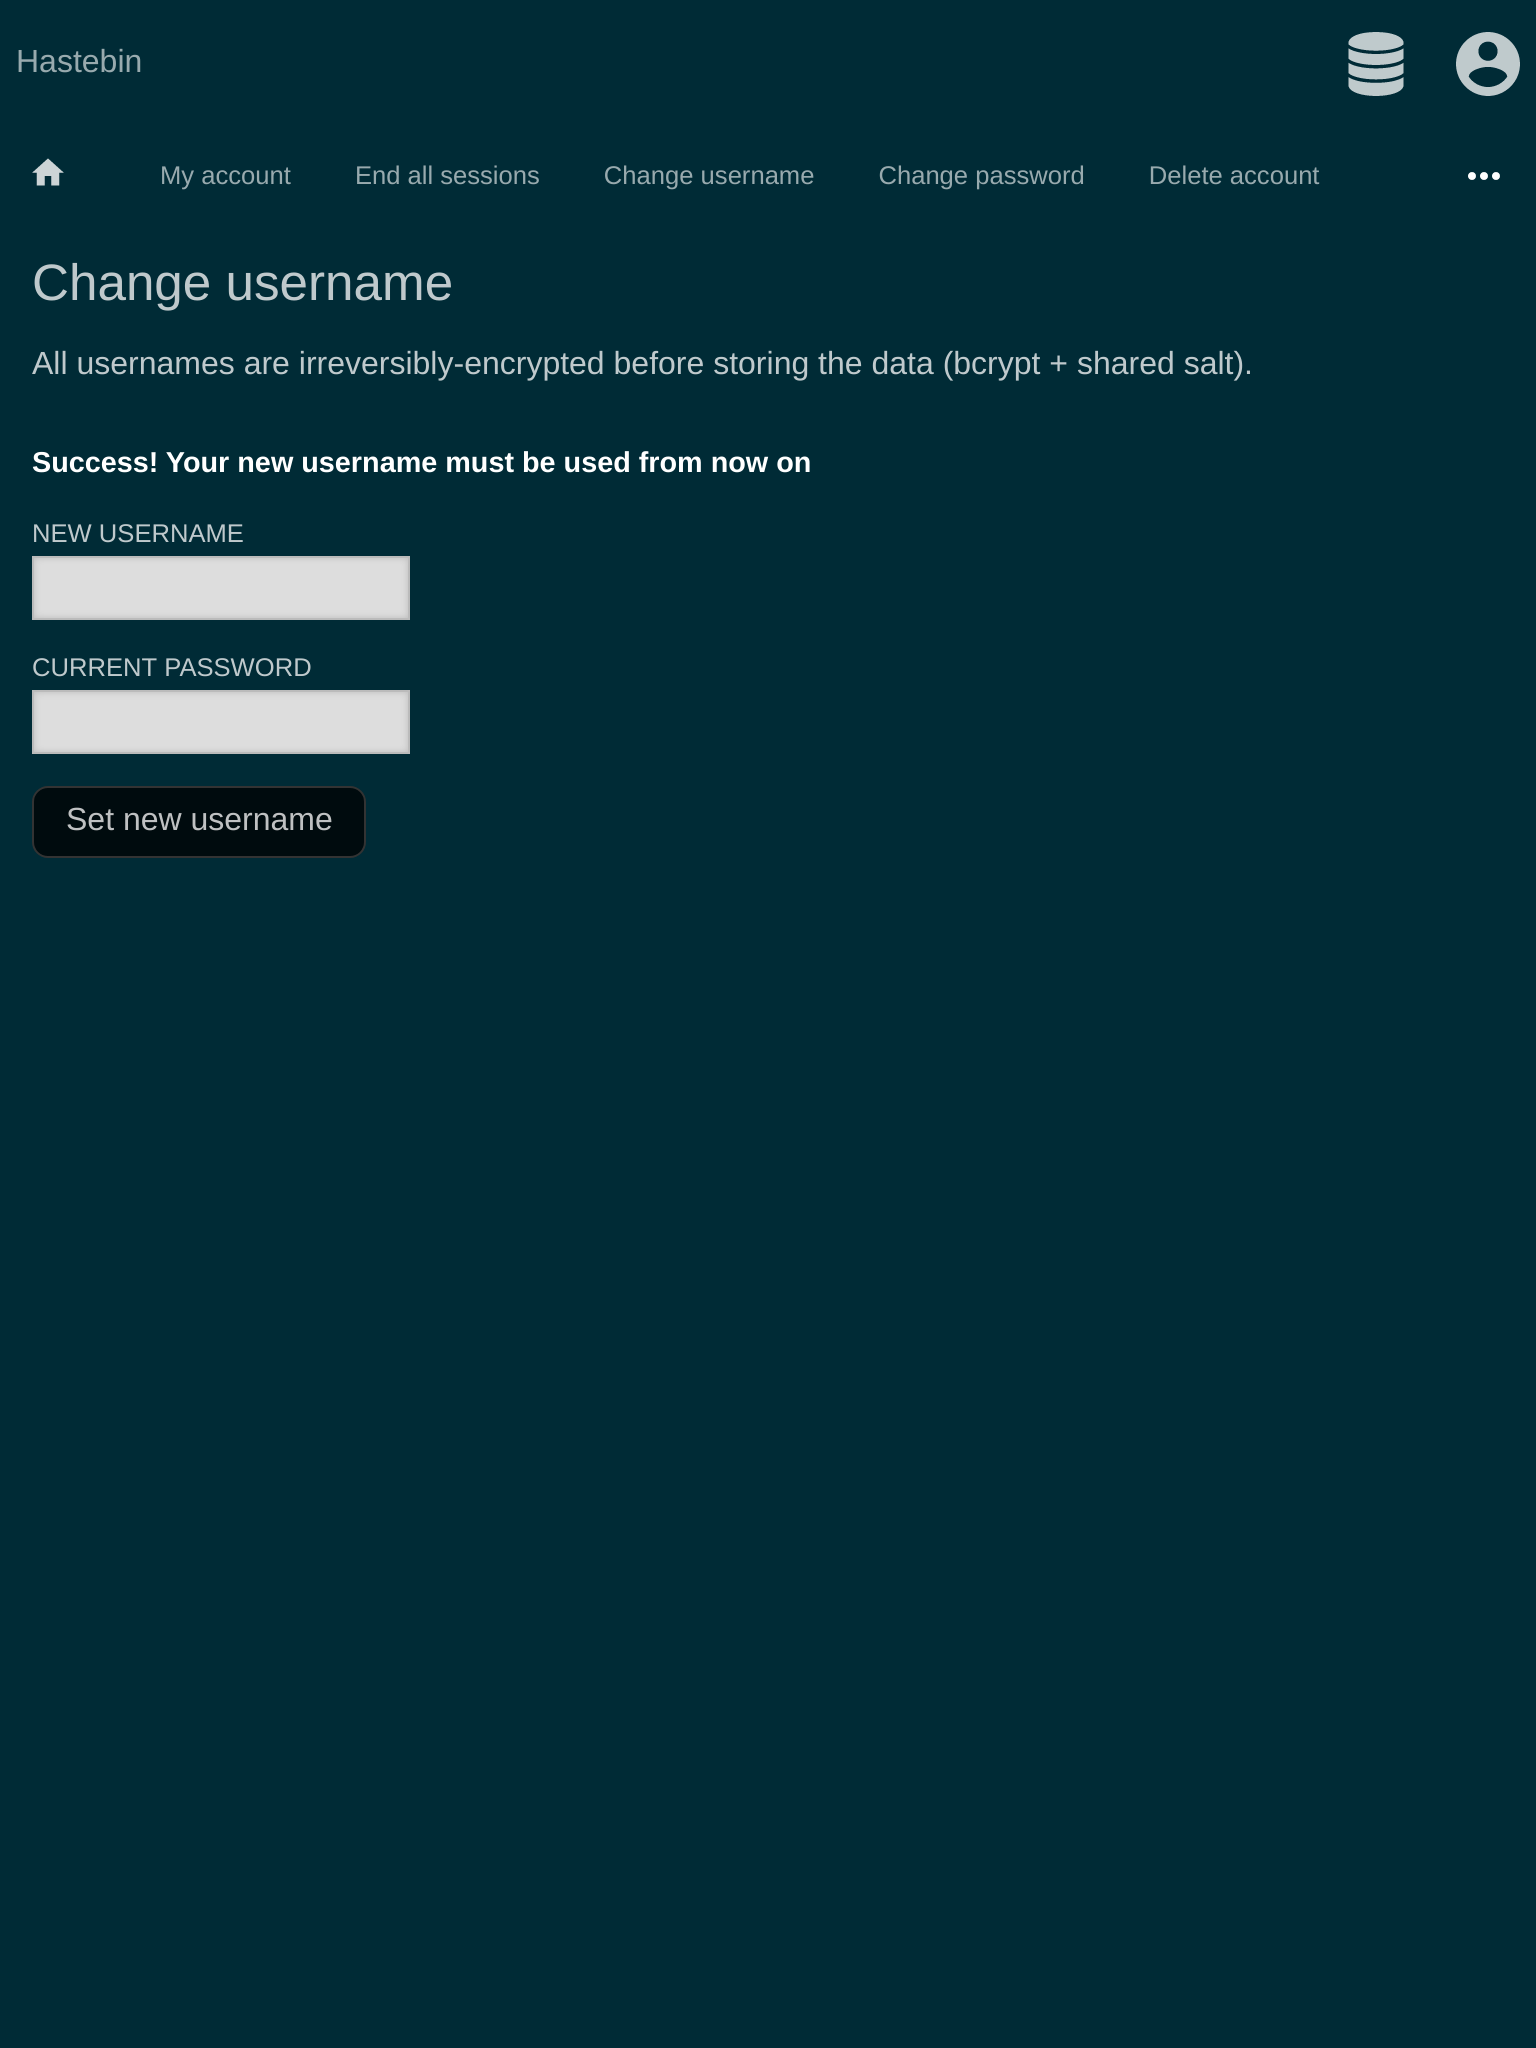 Hastebin
My account
End all sessions
Change username
Change password
Delete account
Change username
All usernames are irreversibly-encrypted before storing the data (bcrypt + shared salt).
Success! Your new username must be used from now on
NEW USERNAME
CURRENT PASSWORD
Set new username